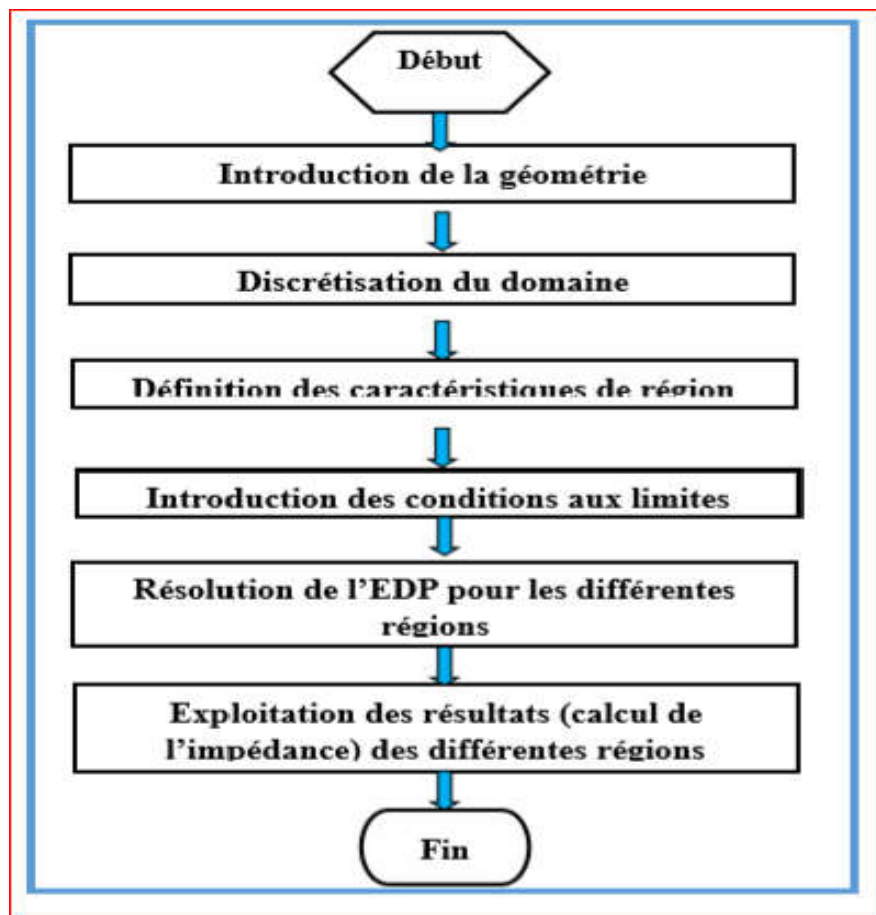 Début
Introduction de la géométrie
Discrétisation du domaine
Définition des caractéristiques de région
Introduction des conditions aux limites
Résolution de l’EDP pour les différentes
régions
Exploitation des résultats (calcul de
l’impédance) des différentes régions
Fin